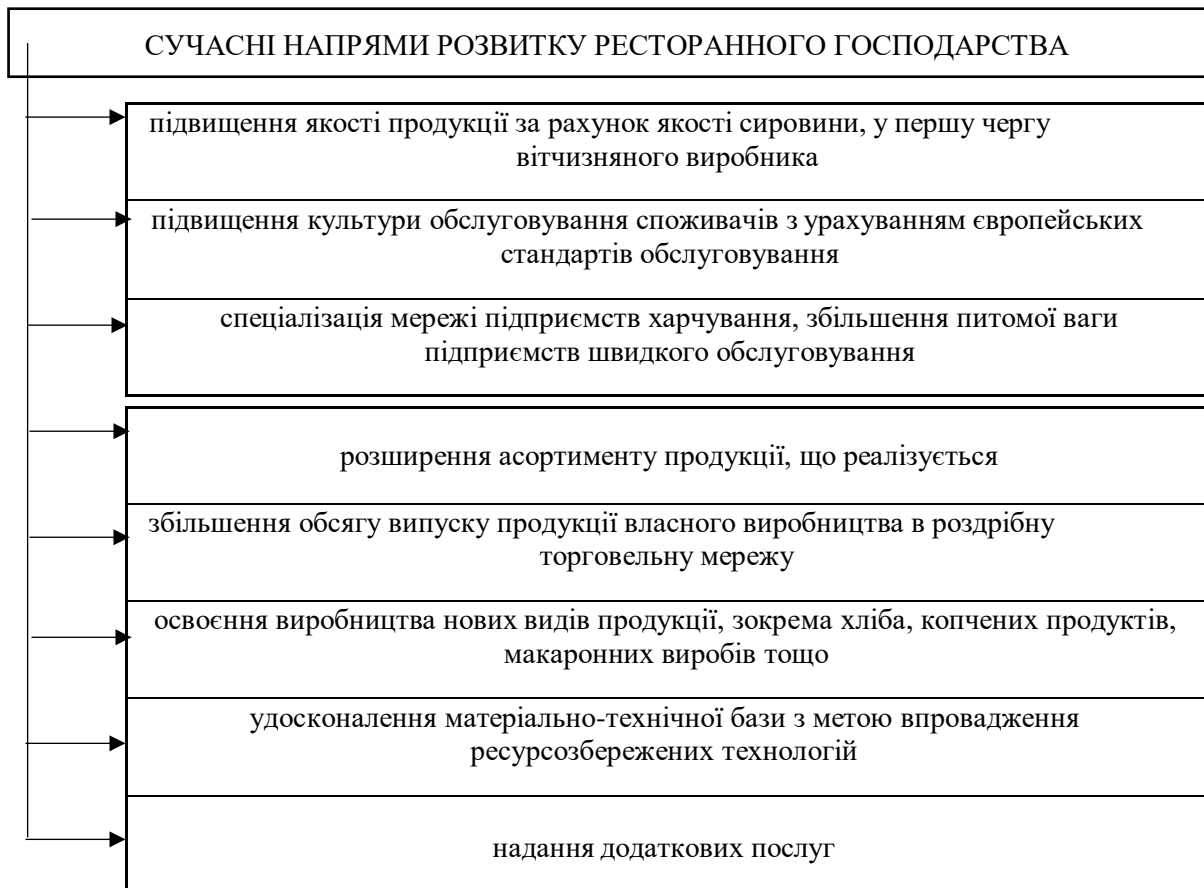 СУЧАСНІ НАПРЯМИ РОЗВИТКУ РЕСТОРАННОГО ГОСПОДАРСТВА
підвищення якості продукції за рахунок якості сировини, у першу чергу
вітчизняного виробника
підвищення культури обслуговування споживачів з урахуванням європейських
стандартів обслуговування
спеціалізація мережі підприємств харчування, збільшення питомої ваги
підприємств швидкого обслуговування
розширення асортименту продукції, що реалізується
збільшення обсягу випуску продукції власного виробництва в роздрібну
торговельну мережу
освоєння виробництва нових видів продукції, зокрема хліба, копчених продуктів,
макаронних виробів тощо
удосконалення матеріально-технічної бази з метою впровадження
ресурсозбережених технологій
надання додаткових послуг